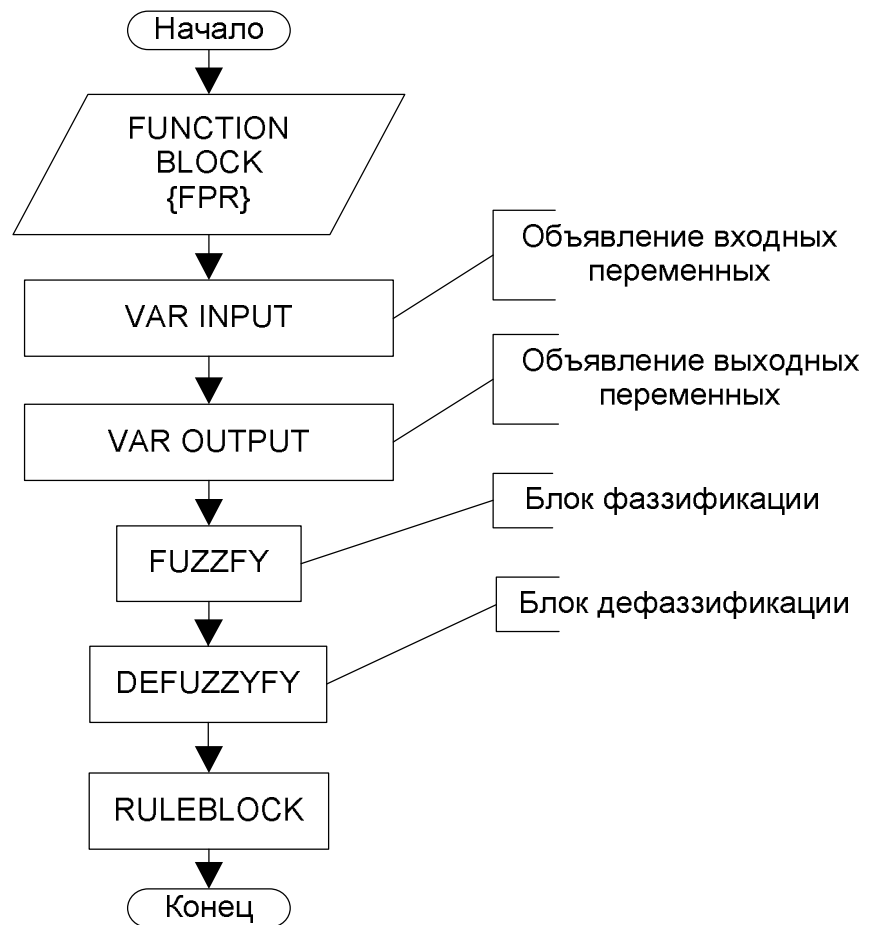 Начало
FUNCTION
BLOCK
{FPR}
Объявление входных
переменных
VAR INPUT
Объявление выходных
переменных
VAR OUTPUT
Блок фаззификации
FUZZFY
Блок дефаззификации
DEFUZZYFY
RULEBLOCK
Конец